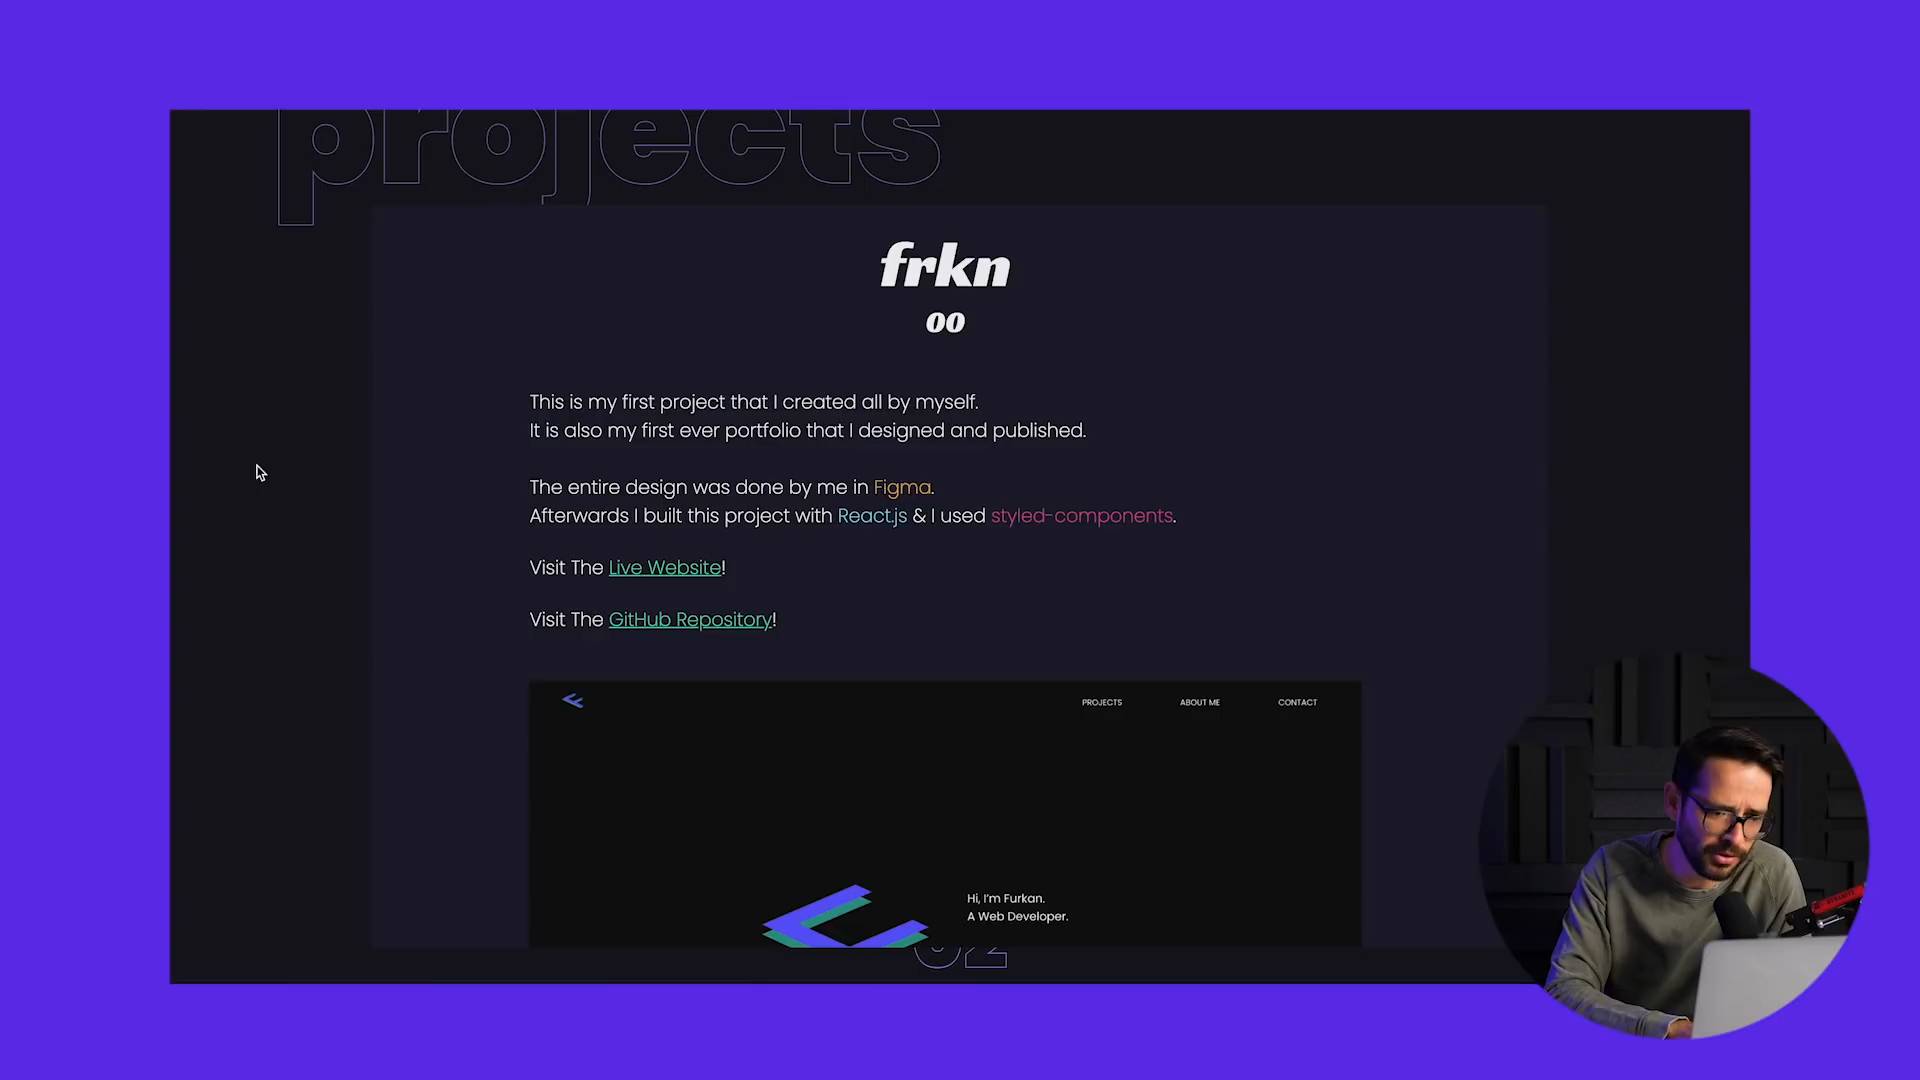 projects
frkn
00
This is my first project that I created all by myself.
It is also my first ever portfolio that I designed and published.
The entire design was done by me in Figma.
Afterwards I built this project with React.js & I used styled-components.
Visit The Live Website!
Visit The GitHub Repository!
PROJECTS ABOUT ME CONTACT
Hi, I'm Furkan.
A Web Developer.
02